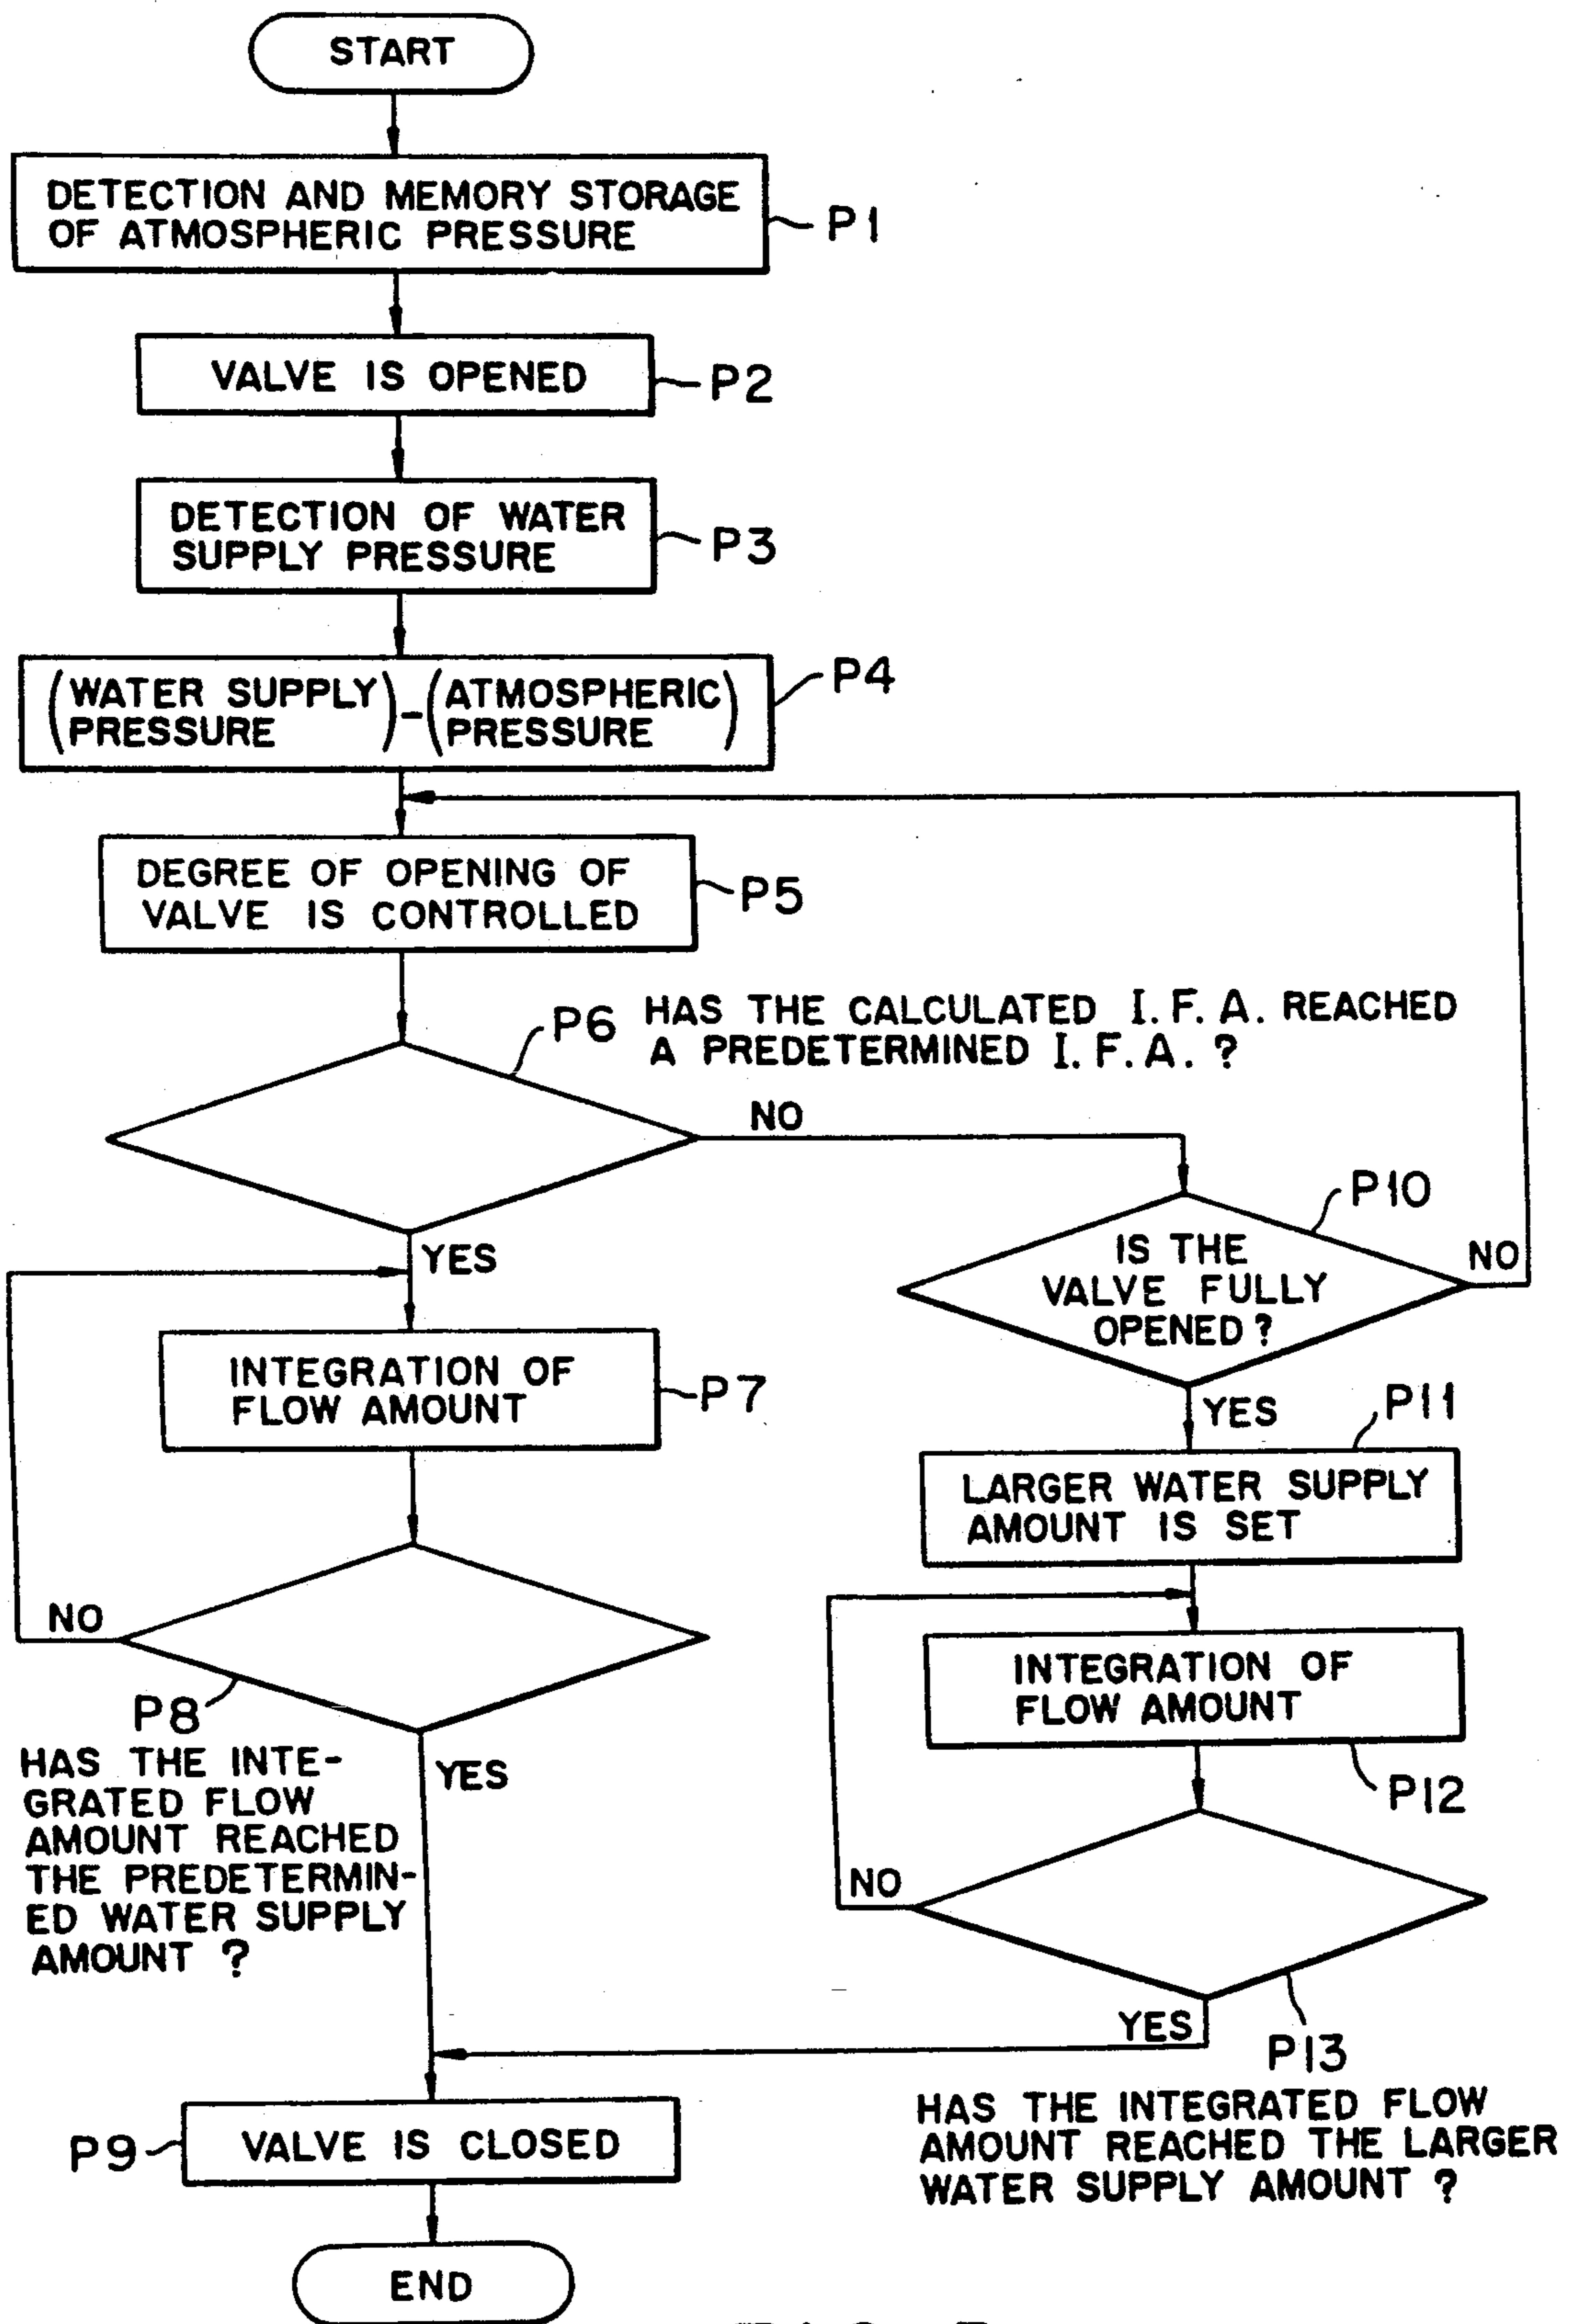 START
DETECTION AND MEMORY STORAGE
OF ATMOSPHERIC PRESSURE
P1
VALVE IS OPENED
P2
DETECTION OF WATER
SUPPLY PRESSURE
P3
(WATER SUPPLY PRESSURE) - (ATMOSPHERIC PRESSURE)
P4
DEGREE OF OPENING OF
VALVE IS CONTROLLED
P5
P6
HAS THE CALCULATED I.F.A. REACHED
A PREDETERMINED I.F.A. ?
NO
YES
P10
IS THE
VALVE FULLY
OPENED ?
NO
YES
INTEGRATION OF
FLOW AMOUNT
P7
P11
LARGER WATER SUPPLY
AMOUNT IS SET
NO
P8
HAS THE INTE-
GRATED FLOW
AMOUNT REACHED
THE PREDETERMIN-
ED WATER SUPPLY
AMOUNT ?
YES
INTEGRATION OF
FLOW AMOUNT
P12
NO
YES
P13
HAS THE INTEGRATED FLOW
AMOUNT REACHED THE LARGER
WATER SUPPLY AMOUNT ?
P9
VALVE IS CLOSED
END